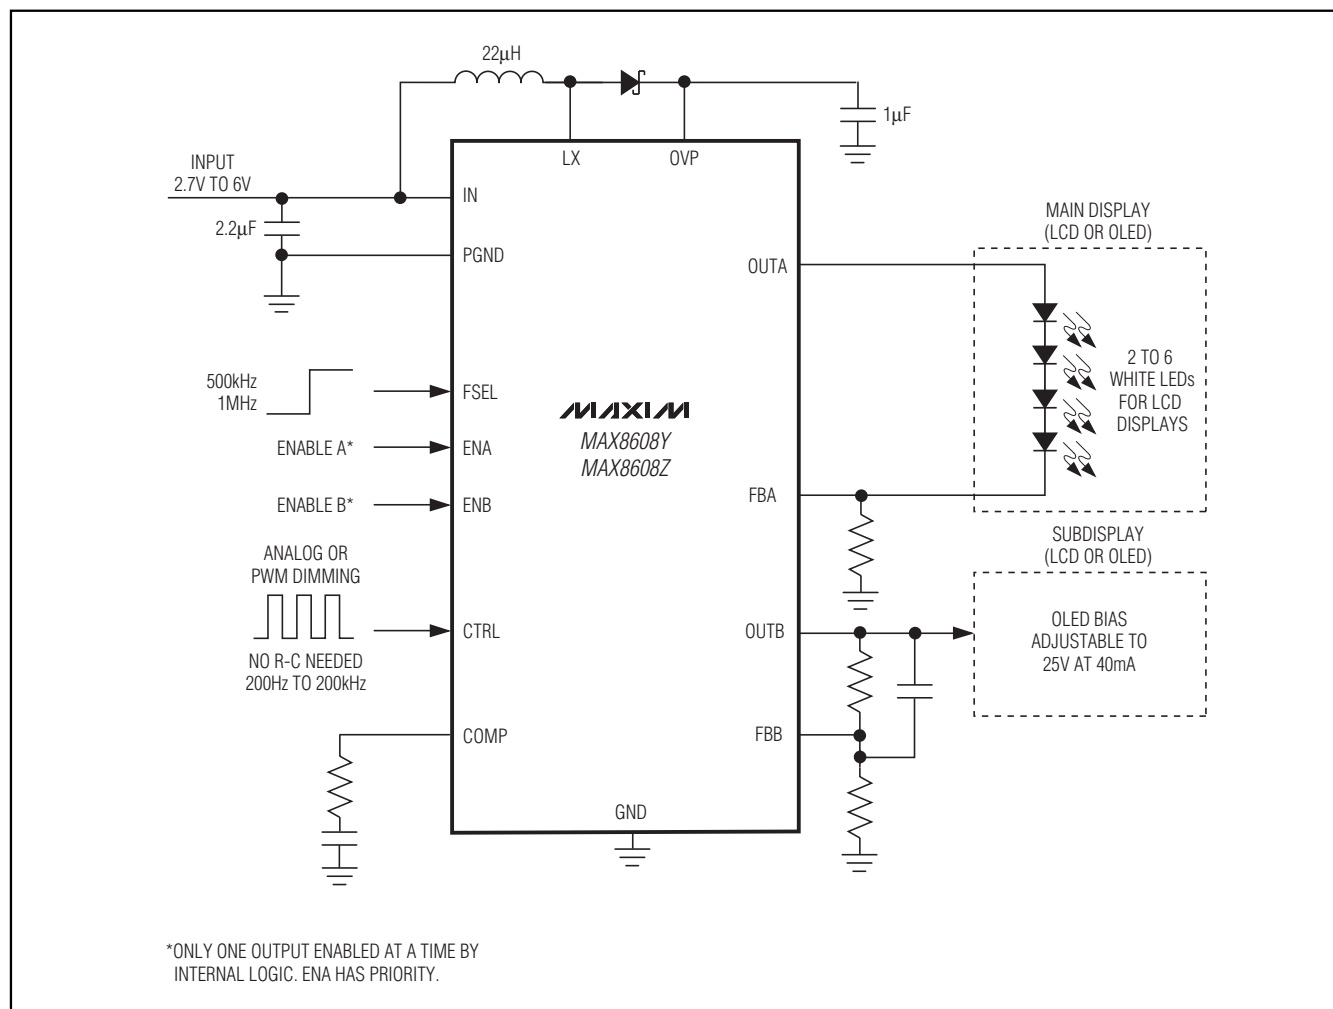 22µH
1µF
LX
OVP
INPUT
2.7V TO 6V
IN
2.2µF
PGND
MAIN DISPLAY
(LCD OR OLED)
OUTA
2 TO 6
WHITE LEDs
FOR LCD
DISPLAYS
500kHz
1MHz
FSEL
MAXIM
MAX8608Y
MAX8608Z
ENABLE A*
ENA
ENABLE B*
ENB
FBA
SUBDISPLAY
(LCD OR OLED)
ANALOG OR
PWM DIMMING
CTRL
NO R-C NEEDED
200Hz TO 200kHz
OUTB
OLED BIAS
ADJUSTABLE TO
25V AT 40mA
COMP
FBB
GND
*ONLY ONE OUTPUT ENABLED AT A TIME BY
INTERNAL LOGIC. ENA HAS PRIORITY.